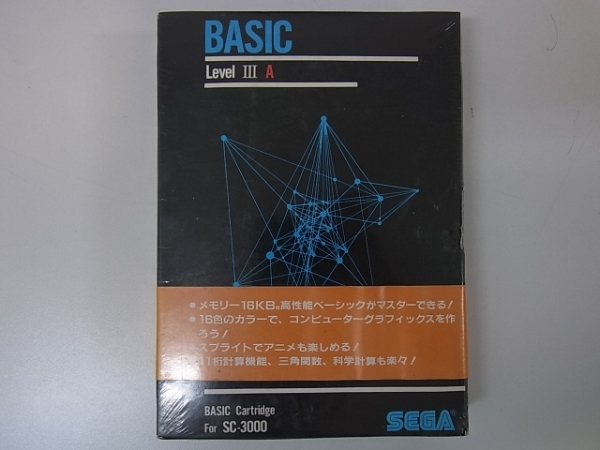 BASIC
Level III A
●メモリー16KB。高性能ベーシックがマスターできる!
●16色のカラーで、コンピューターグラフィックスを作
ろう!
●スプライトでアニメも楽しめる!
●11桁計算機能、三角関数、科学計算も楽々!
BASIC Cartridge
For SC-3000
SEGA